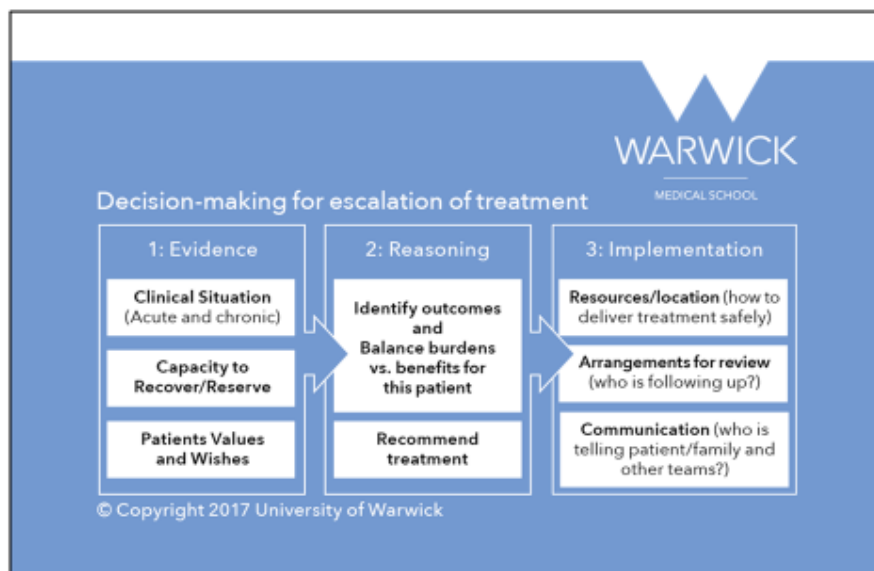 WARWICK
MEDICAL SCHOOL
Decision-making for escalation of treatment
1: Evidence
Clinical Situation
(Acute and chronic)
Capacity to
Recover/Reserve
Patients Values
and Wishes
2: Reasoning
Identify outcomes
and
Balance burdens
vs. benefits for
this patient
Recommend
treatment
3: Implementation
Resources/location (how to
deliver treatment safely)
Arrangements for review
(who is following up?)
Communication (who is
telling patient/family and
other teams?)
© Copyright 2017 University of Warwick